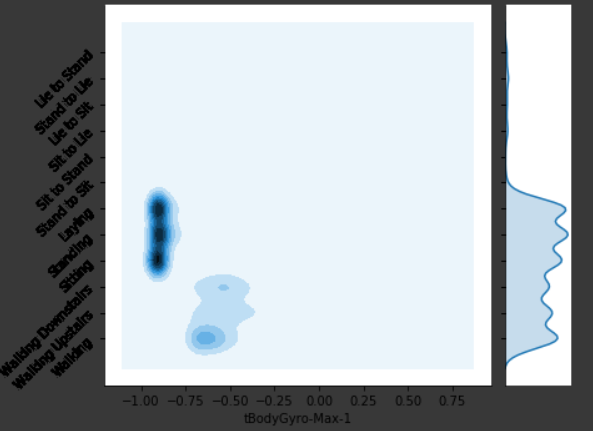 Lie to Stand
Stand to Lie
Lie to Sit
Sit to Lie
Sit to Stand
Stand to Sit
Laying
Standing
Sitting
Walking Downstairs
Walking Upstairs
Walking
−1.00 −0.75 −0.50 −0.25 0.00 0.25 0.50 0.75
tBodyGyro-Max-1